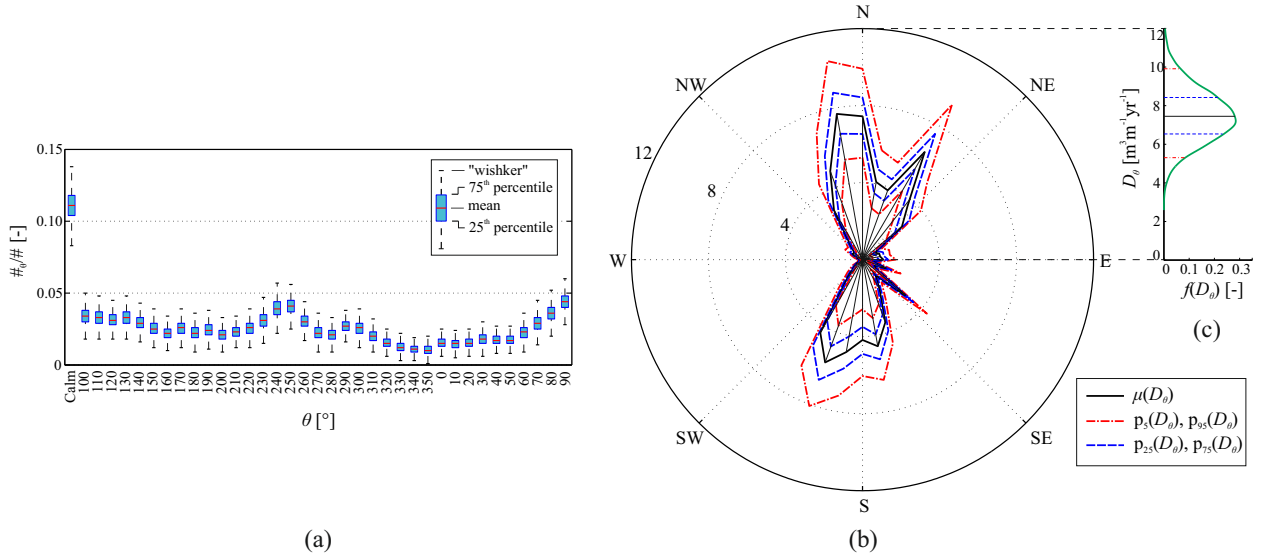 0.15
0.10
0.05
0
#θ/# [-]
"wishker"
75th percentile
mean
25th percentile
Calm 100 110 120 130 140 150 160 170 180 190 200 210 220 230 240 250 260 270 280 290 300 310 320 330 340 350 0 10 20 30 40 50 60 70 80 90
θ [°]
(a)
N
NE
E
SE
S
SW
W
NW
12
8
4
(b)
12
10
8
6
4
2
0
Dθ [m³m⁻¹yr⁻¹]
0 0.1 0.2 0.3
f(Dθ) [-]
(c)
μ(Dθ)
p5(Dθ), p95(Dθ)
p25(Dθ), p75(Dθ)